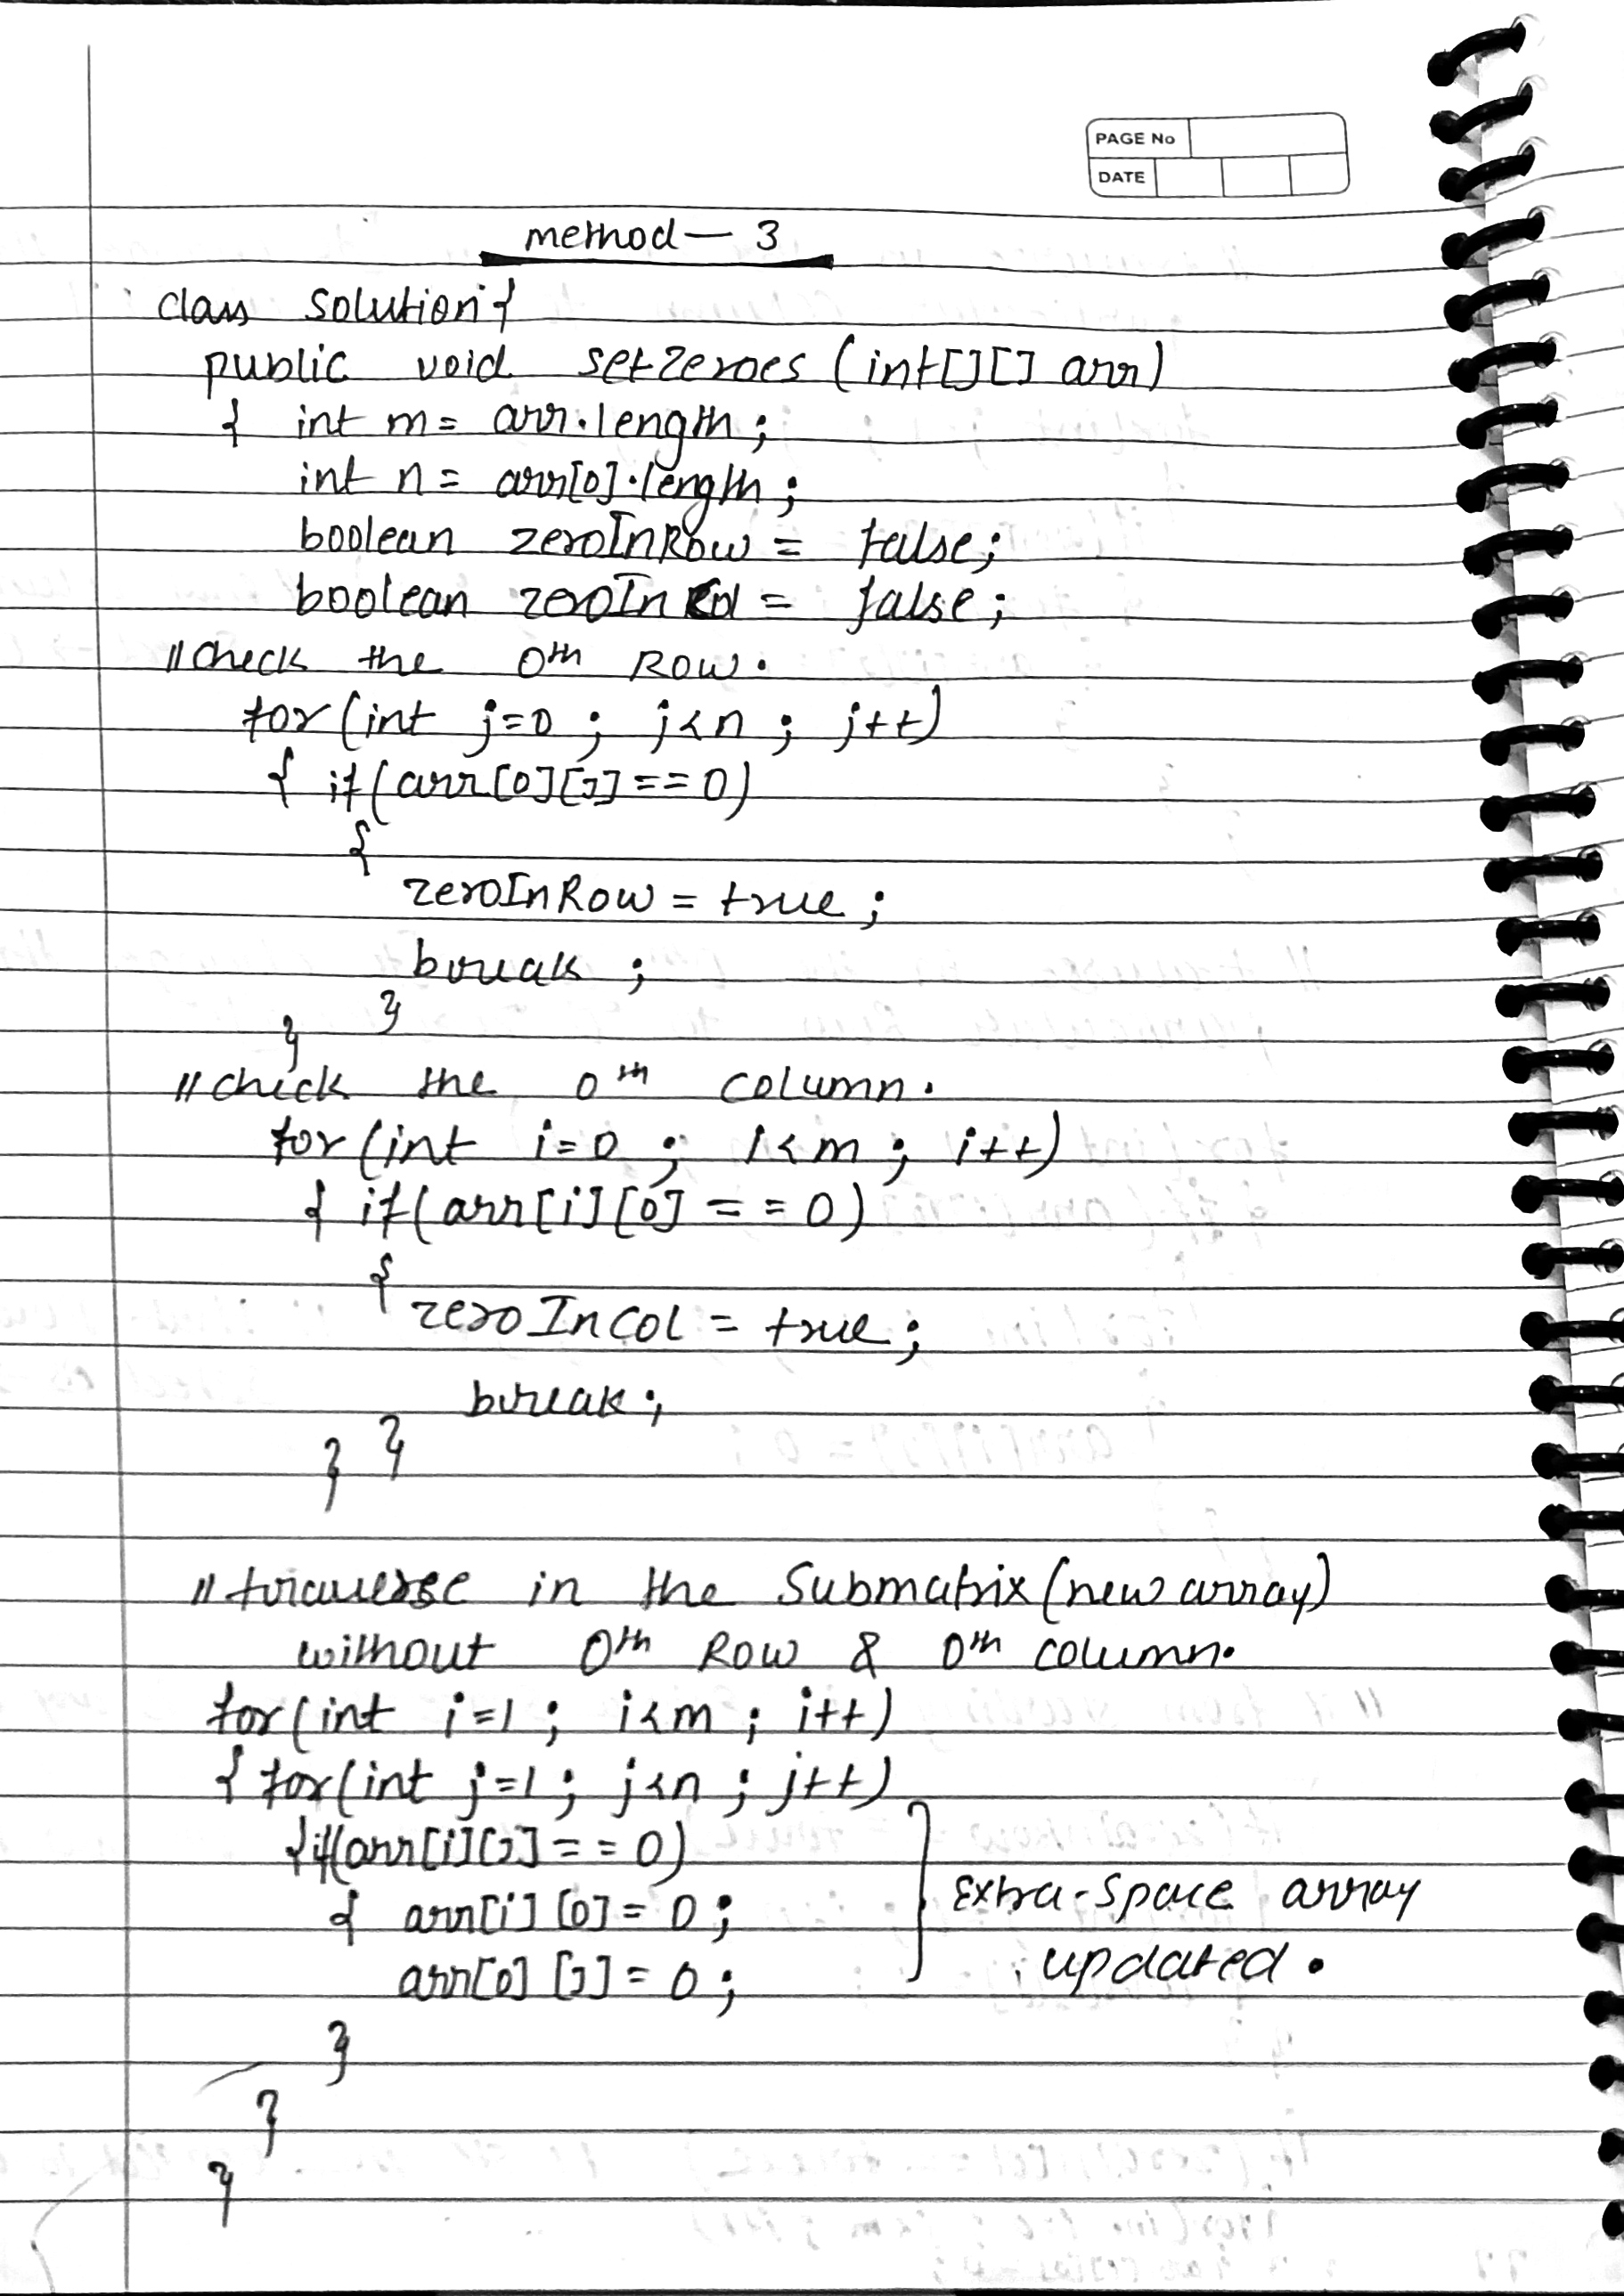 PAGE No
DATE
method — 3
class Solution{
public void setZeroes (int[][] arr)
{ int m = arr.length;
int n = arr[0].length;
boolean zeroInRow = false;
boolean zeroInCol = false;
//check the 0th Row.
for (int j=0 ; j<n ; j++)
{ if(arr[0][j]==0)
{
zeroInRow = true ;
break ;
}
}
//check the 0th column.
for (int i=0 ; i<m ; i++)
{ if(arr[i][0] ==0)
{
zeroInCol = true;
break;
} }
//traverse in the Submatrix(new array)
without 0th Row & 0th column.
for(int i=1 ; i<m ; i++)
{ for(int j=1 ; j<n ; j++)
{if(arr[i][j]==0)
{ arr[i][0]=0;
arr[0][j]=0;
} Extra-space array
updated.
}
}
}